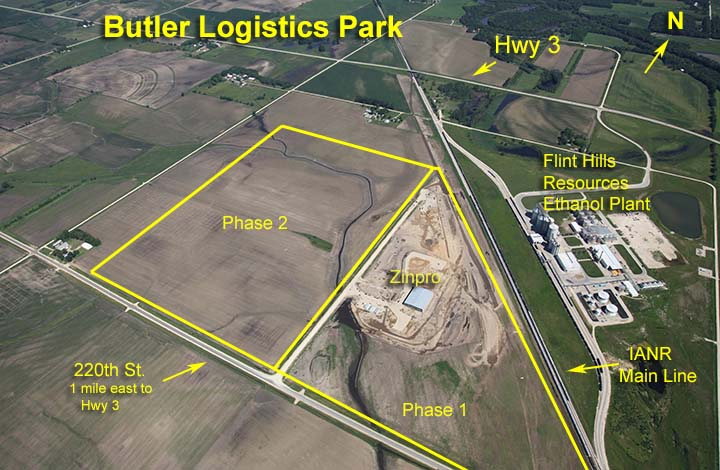 Butler Logistics Park
N
Hwy 3
Flint Hills
Resources
Ethanol Plant
Phase 2
Zinpro
220th St.
1 mile east to
Hwy 3
IANR
Main Line
Phase 1